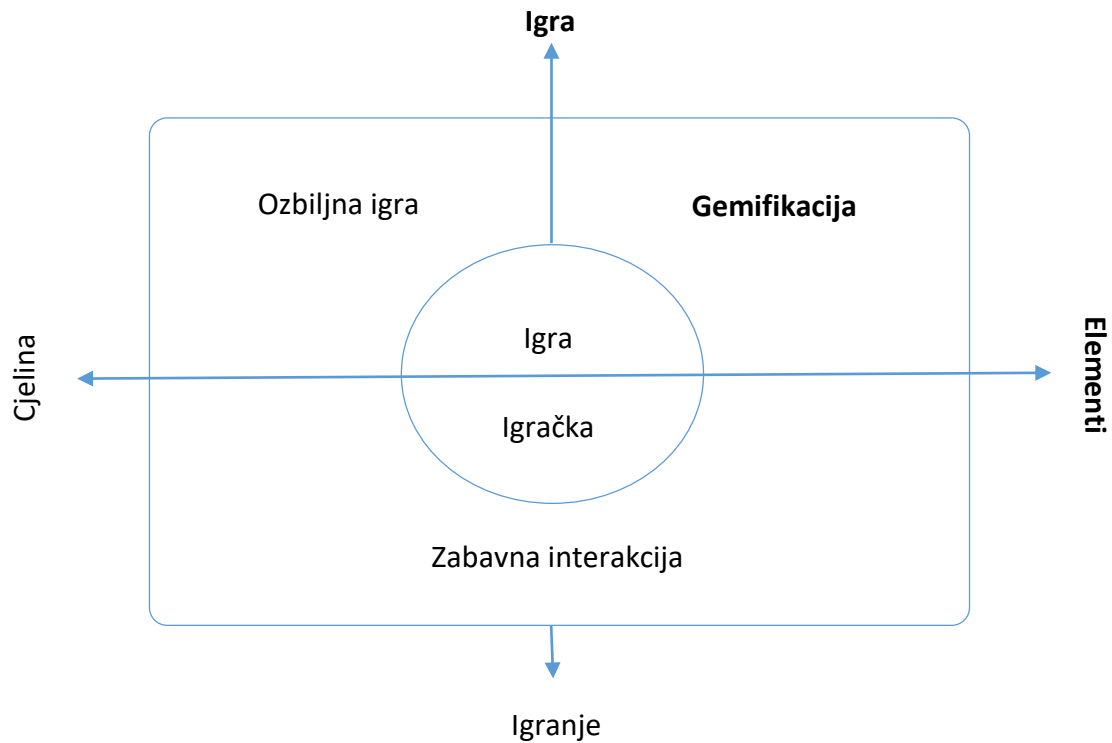 Igra
Ozbiljna igra
Gemifikacija
Igra
Cjelina
Elementi
Igračka
Zabavna interakcija
Igranje